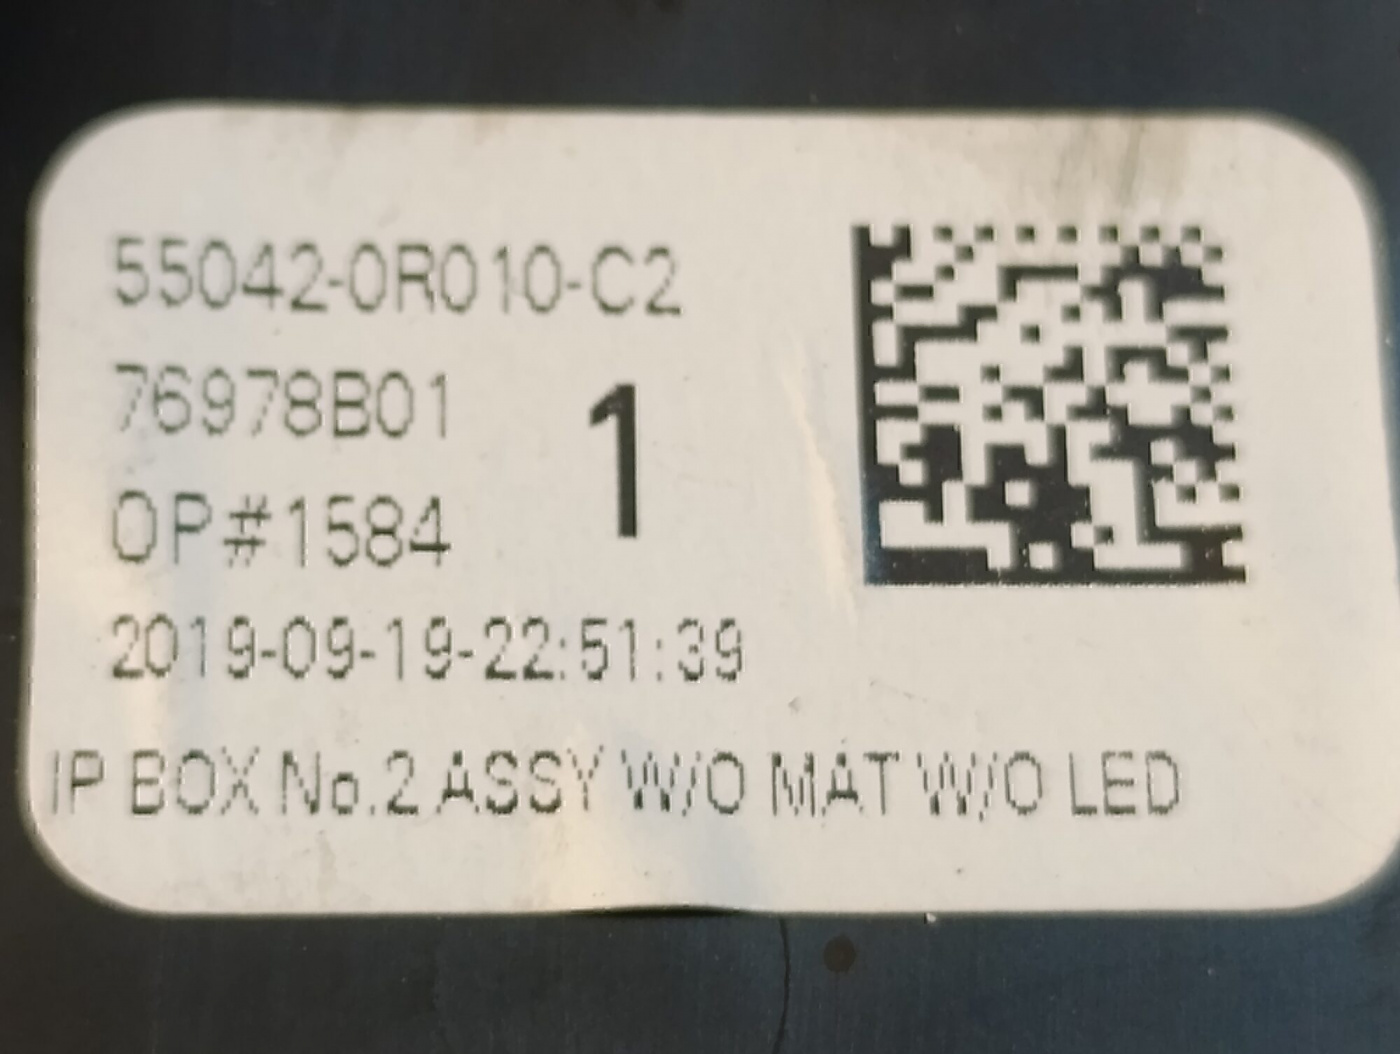 55042-0R010-C2
76978B01
1
OP#1584
2019-09-19-22:51:39
IP BOX No.2 ASSY W/O MAT W/O LED